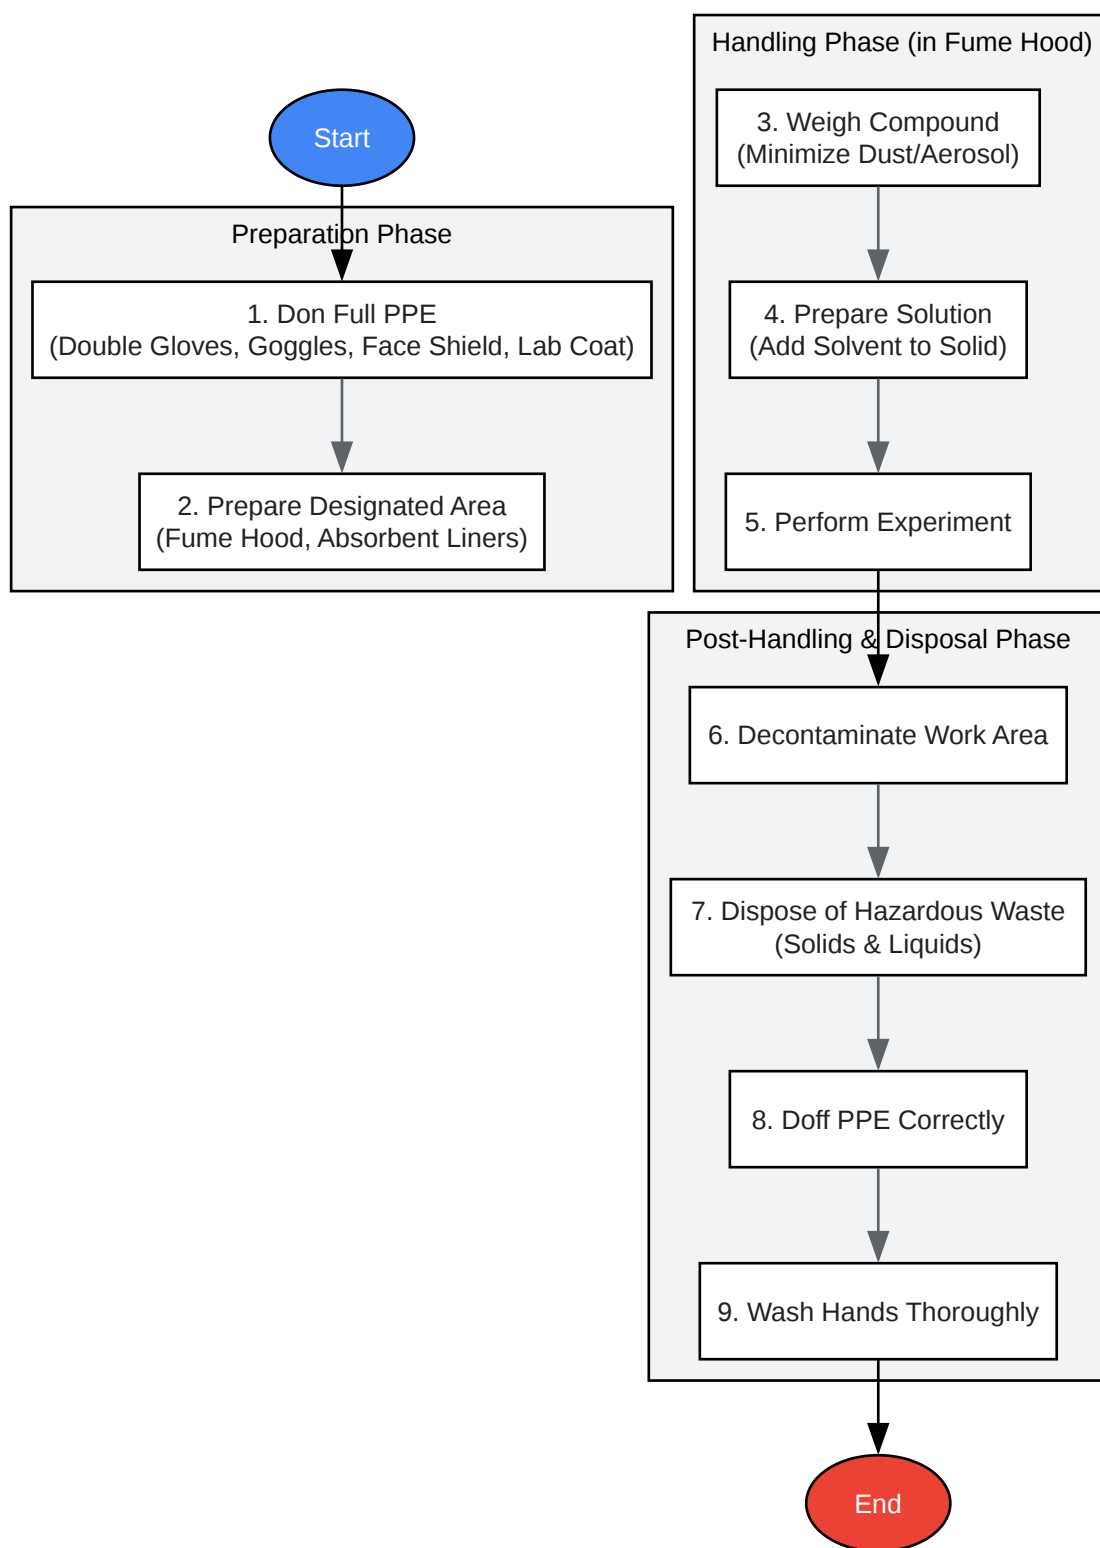 Start
Preparation Phase
1. Don Full PPE
(Double Gloves, Goggles, Face Shield, Lab Coat)
2. Prepare Designated Area
(Fume Hood, Absorbent Liners)
Handling Phase (in Fume Hood)
3. Weigh Compound
(Minimize Dust/Aerosol)
4. Prepare Solution
(Add Solvent to Solid)
5. Perform Experiment
Post-Handling & Disposal Phase
6. Decontaminate Work Area
7. Dispose of Hazardous Waste
(Solids & Liquids)
8. Doff PPE Correctly
9. Wash Hands Thoroughly
End